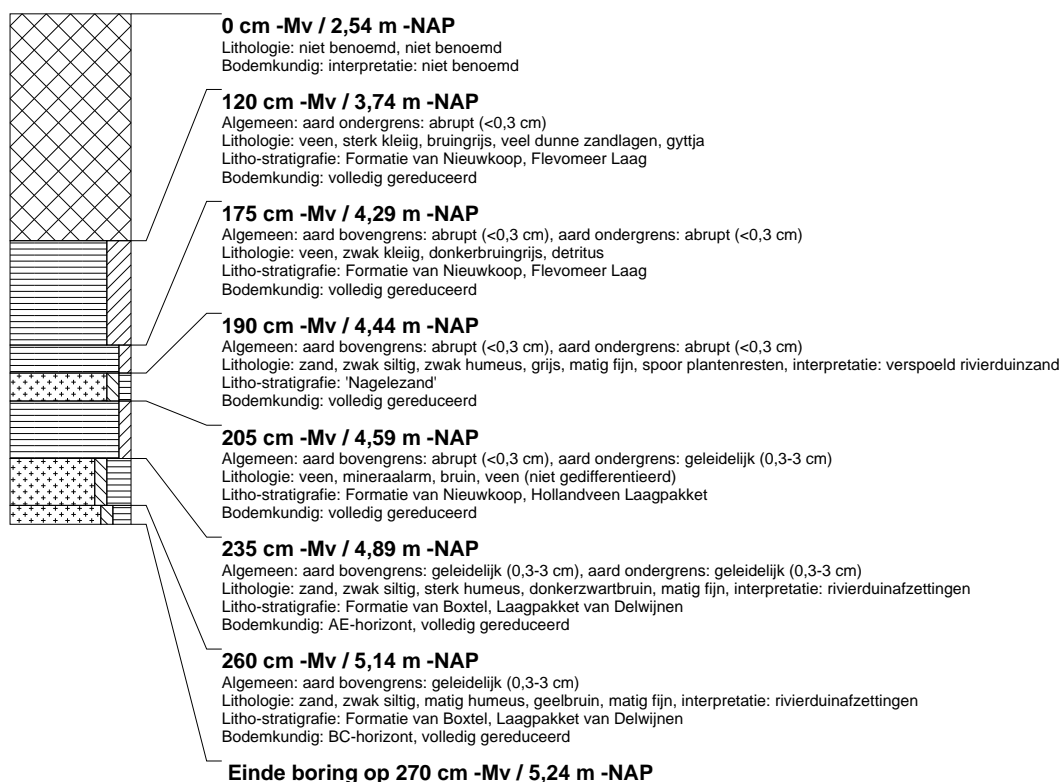 0 cm -Mv / 2,54 m -NAP
Lithologie: niet benoemd, niet benoemd
Bodemkundig: interpretatie: niet benoemd
120 cm -Mv / 3,74 m -NAP
Algemeen: aard ondergrens: abrupt (<0,3 cm)
Lithologie: veen, sterk kleiig, bruingrijs, veel dunne zandlagen, gyttja
Litho-stratigrafie: Formatie van Nieuwkoop, Flevomeer Laag
Bodemkundig: volledig gereduceerd
175 cm -Mv / 4,29 m -NAP
Algemeen: aard bovengrens: abrupt (<0,3 cm), aard ondergrens: abrupt (<0,3 cm)
Lithologie: veen, zwak kleiig, donkerbruingrijs, detritus
Litho-stratigrafie: Formatie van Nieuwkoop, Flevomeer Laag
Bodemkundig: volledig gereduceerd
190 cm -Mv / 4,44 m -NAP
Algemeen: aard bovengrens: abrupt (<0,3 cm), aard ondergrens: abrupt (<0,3 cm)
Lithologie: zand, zwak siltig, zwak humeus, grijs, matig fijn, spoor plantenresten, interpretatie: verspoeld rivierduinzand
Litho-stratigrafie: 'Nagelezand'
Bodemkundig: volledig gereduceerd
205 cm -Mv / 4,59 m -NAP
Algemeen: aard bovengrens: abrupt (<0,3 cm), aard ondergrens: geleidelijk (0,3-3 cm)
Lithologie: veen, mineraalarm, bruin, veen (niet gedifferentieerd)
Litho-stratigrafie: Formatie van Nieuwkoop, Hollandveen Laagpakket
Bodemkundig: volledig gereduceerd
235 cm -Mv / 4,89 m -NAP
Algemeen: aard bovengrens: geleidelijk (0,3-3 cm), aard ondergrens: geleidelijk (0,3-3 cm)
Lithologie: zand, zwak siltig, sterk humeus, donkerzwartbruin, matig fijn, interpretatie: rivierduinafzettingen
Litho-stratigrafie: Formatie van Boxtel, Laagpakket van Delwijnen
Bodemkundig: AE-horizont, volledig gereduceerd
260 cm -Mv / 5,14 m -NAP
Algemeen: aard bovengrens: geleidelijk (0,3-3 cm)
Lithologie: zand, zwak siltig, matig humeus, geelbruin, matig fijn, interpretatie: rivierduinafzettingen
Litho-stratigrafie: Formatie van Boxtel, Laagpakket van Delwijnen
Bodemkundig: BC-horizont, volledig gereduceerd
Einde boring op 270 cm -Mv / 5,24 m -NAP